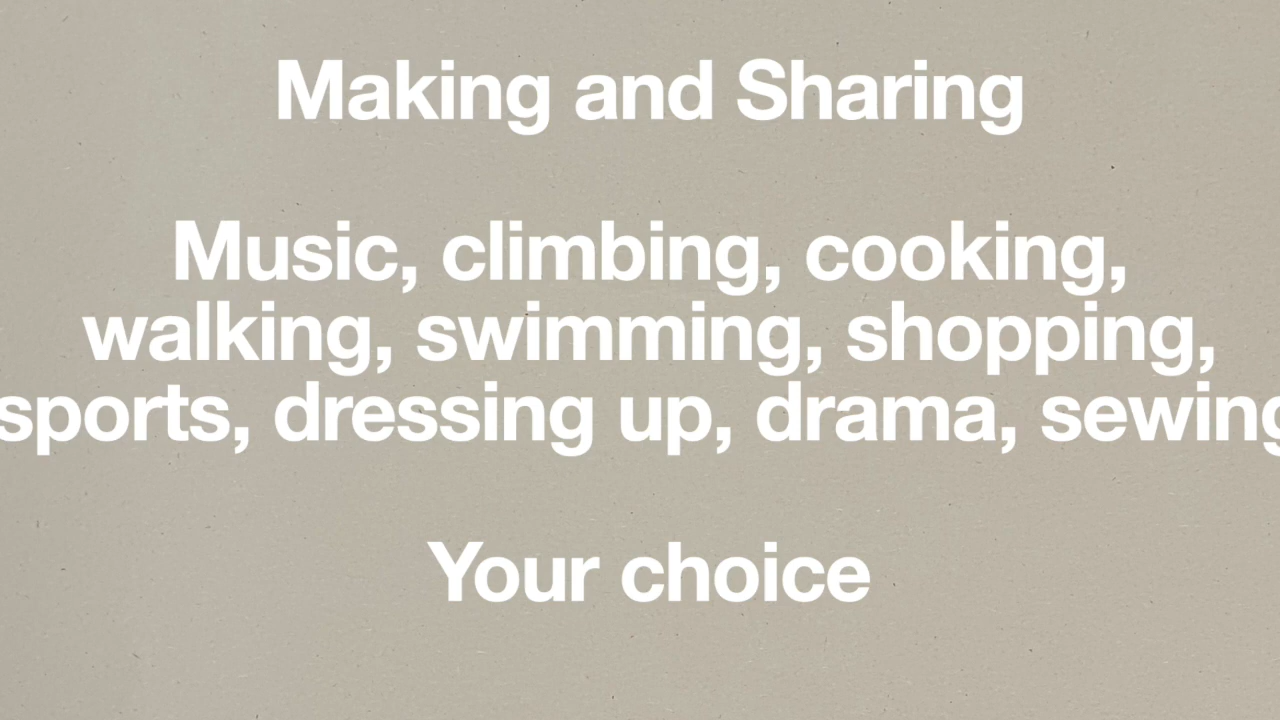 Making and Sharing
Music, climbing, cooking,
walking, swimming, shopping,
sports, dressing up, drama, sewing
Your choice